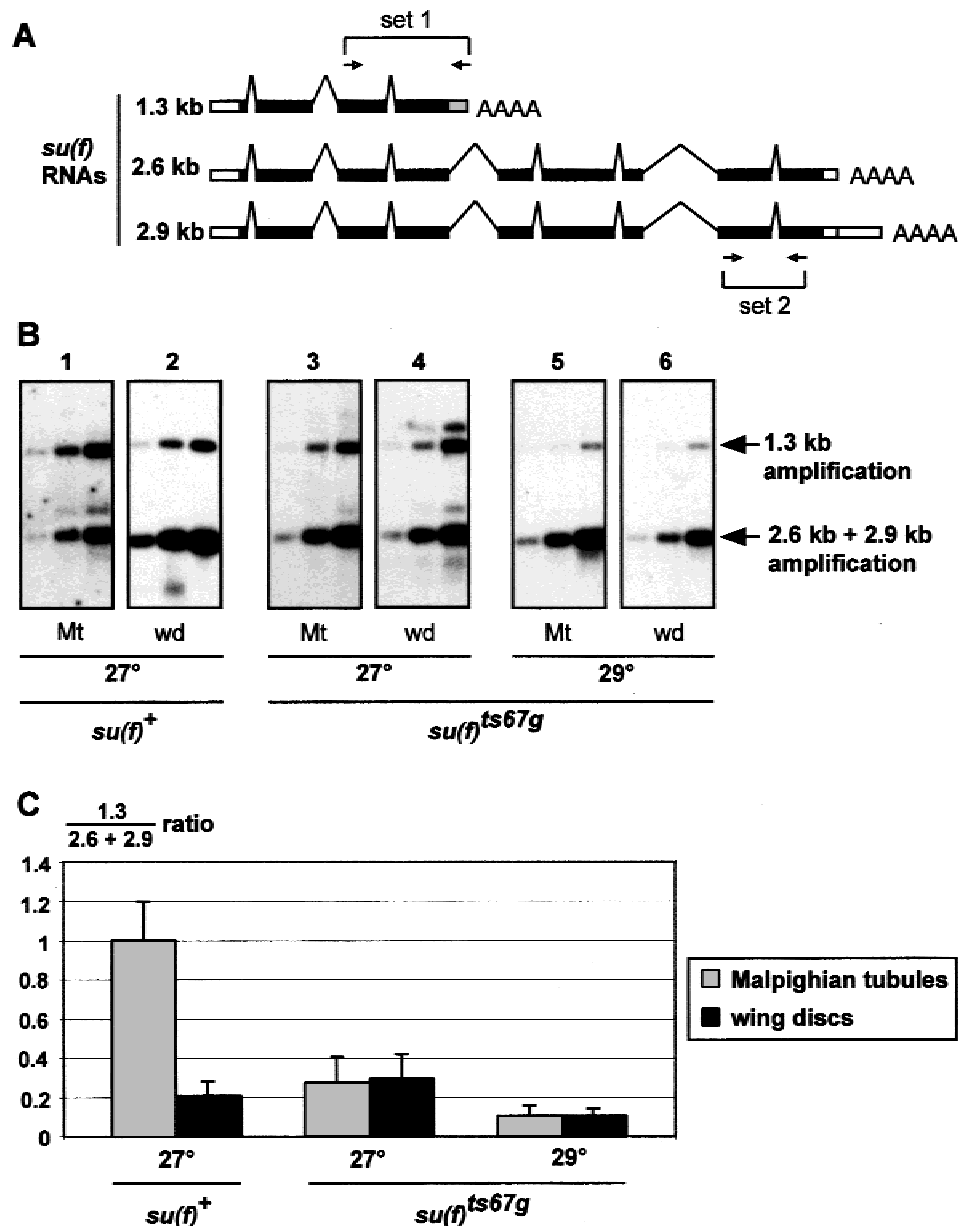 A
set 1
1.3 kb
AAAA
su(f)
RNAs
2.6 kb
AAAA
2.9 kb
AAAA
set 2
B
1 2 3 4 5 6
1.3 kb
amplification
2.6 kb + 2.9 kb
amplification
Mt wd Mt wd Mt wd
27° 27° 29°
su(f)+ su(f)ts67g
C
1.3
2.6 + 2.9
ratio
1.4
1.2
1
0.8
0.6
0.4
0.2
0
Malpighian tubules
wing discs
27° 27° 29°
su(f)+ su(f)ts67g